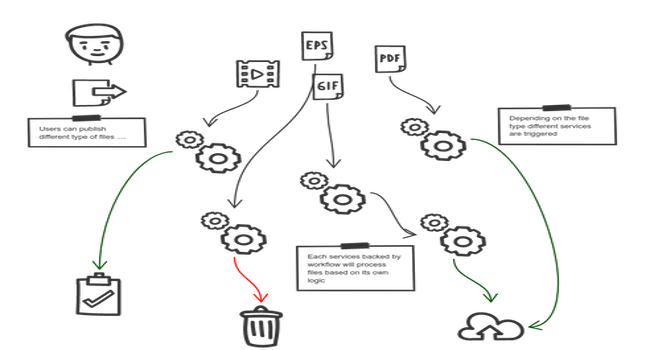 EPS
PDF
GIF
Users can publish
different type of files ....
Depending on the file
type different services
are triggered
Each services backed by
workflow will process
files based on its own
logic